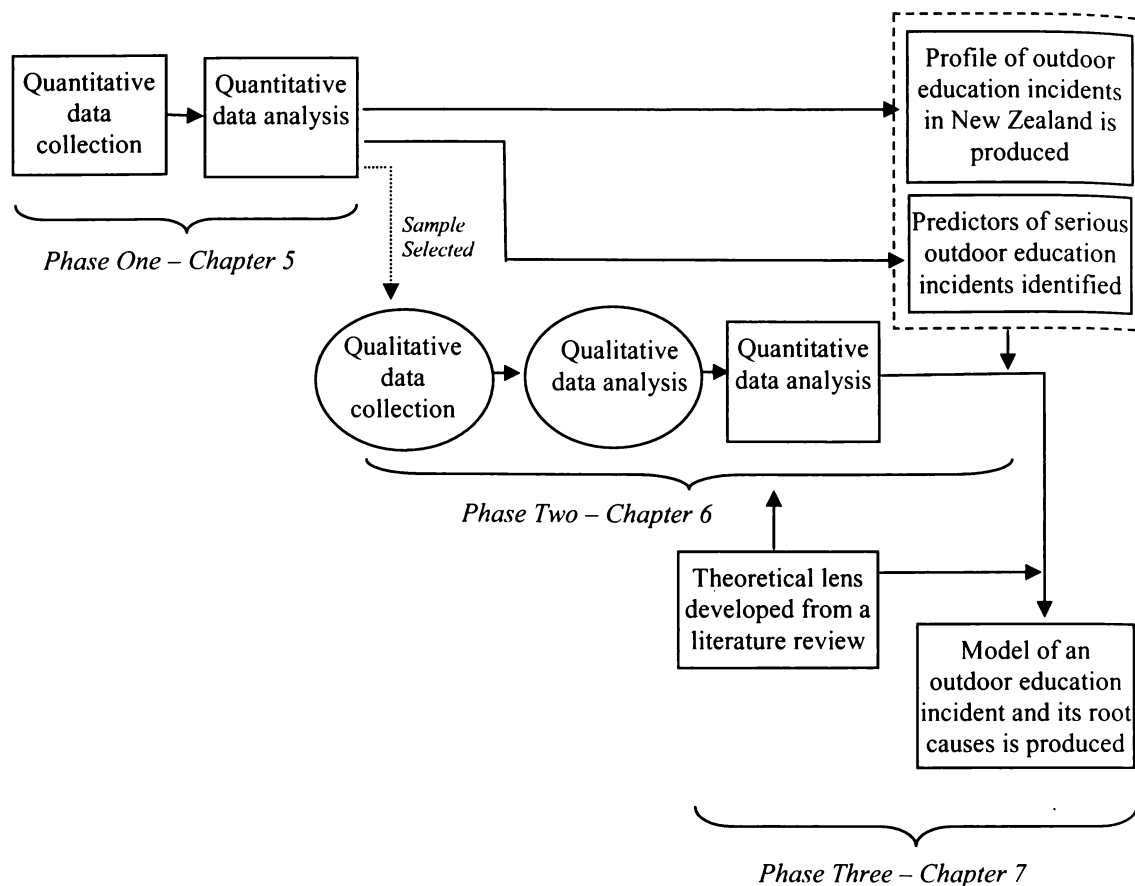 Quantitative
data
collection
Quantitative
data analysis
Profile of outdoor
education incidents
in New Zealand is
produced
Predictors of serious
outdoor education
incidents identified
Sample
Selected
Phase One – Chapter 5
Qualitative
data
collection
Qualitative
data analysis
Quantitative
data analysis
Phase Two – Chapter 6
Theoretical lens
developed from a
literature review
Model of an
outdoor education
incident and its root
causes is produced
Phase Three – Chapter 7